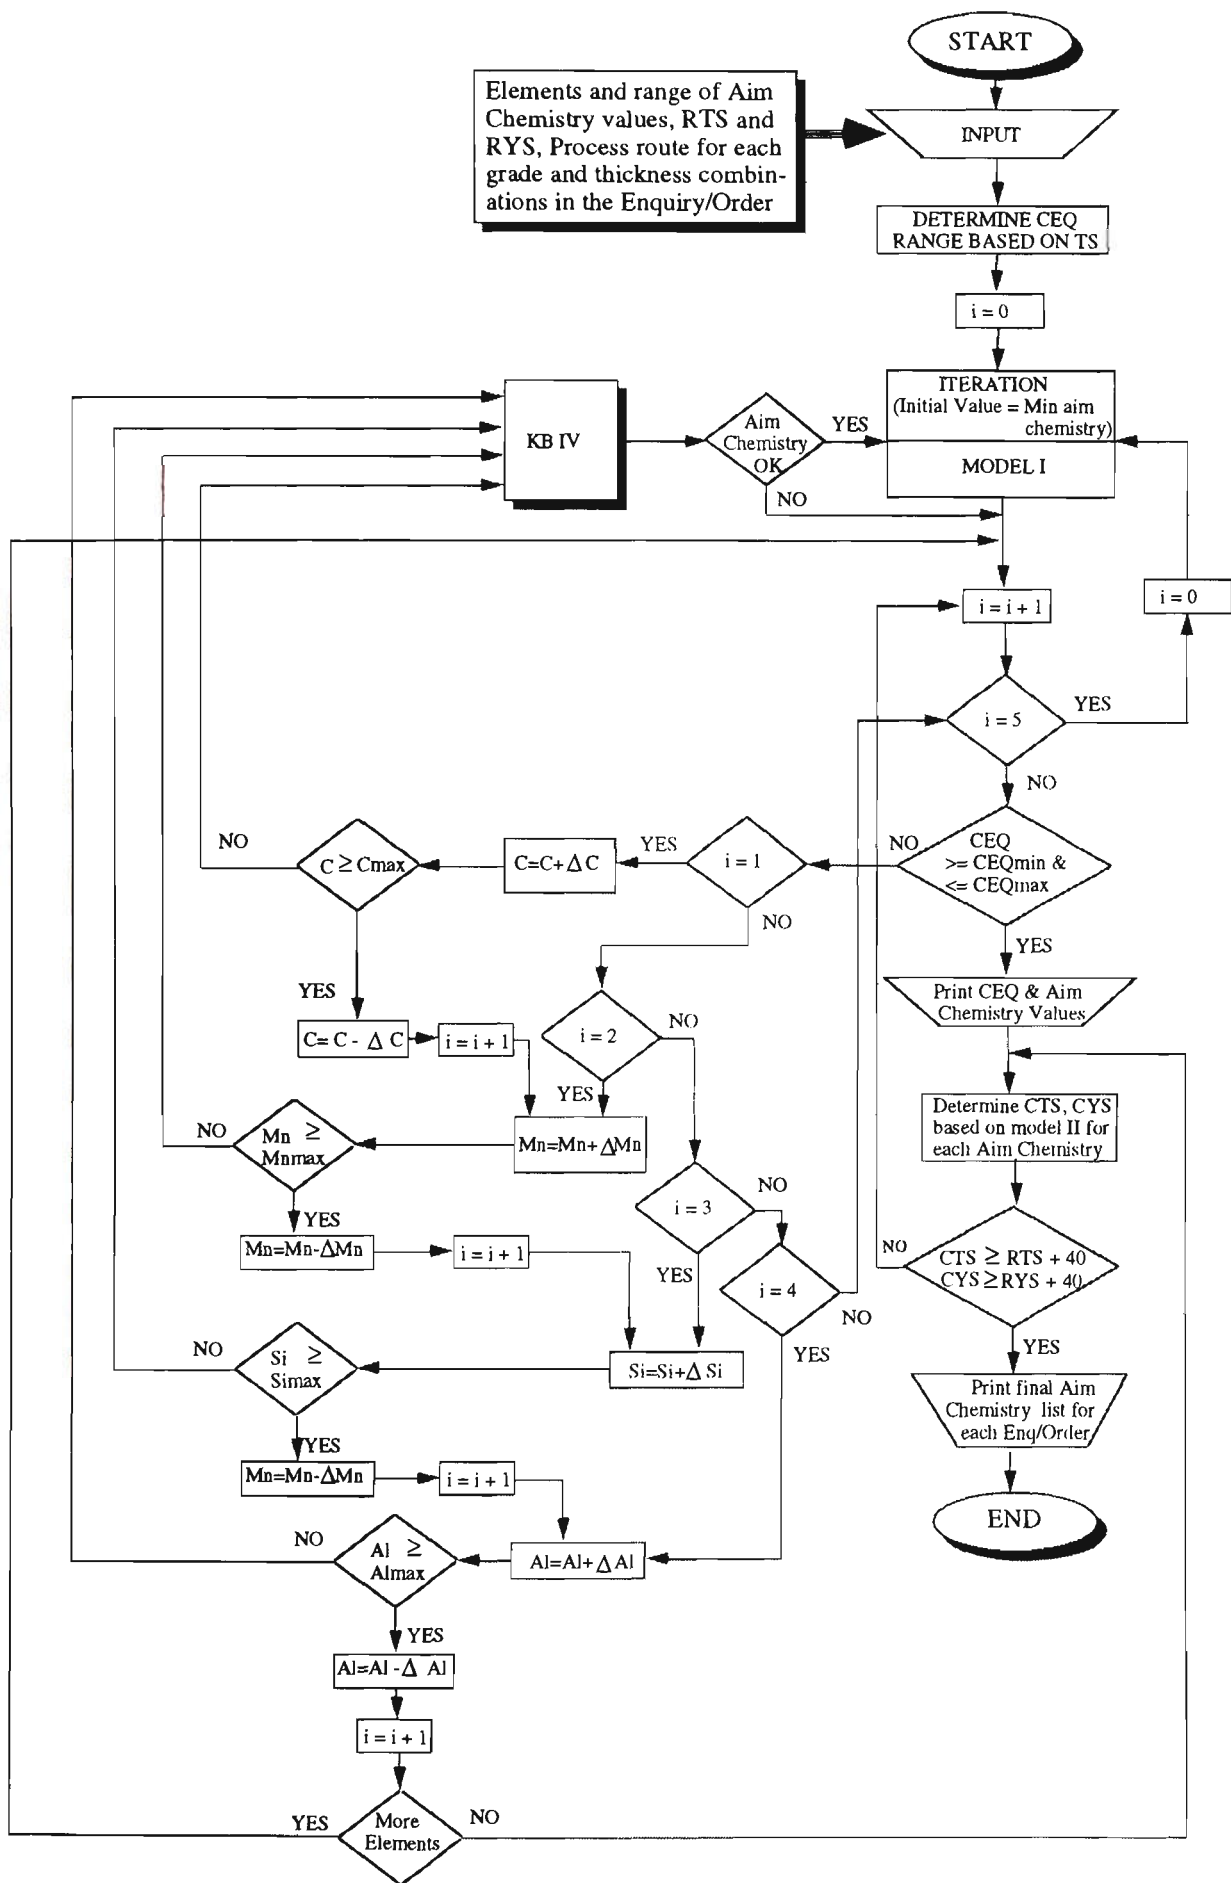 START
Elements and range of Aim
Chemistry values, RTS and
RYS, Process route for each
grade and thickness combin-
ations in the Enquiry/Order
INPUT
DETERMINE CEQ
RANGE BASED ON TS
i = 0
ITERATION
(Initial Value = Min aim
chemistry)
MODEL I
KB IV
Aim
Chemistry
OK
YES
NO
i = i + 1
i = 0
i = 5
YES
NO
CEQ
>= CEQmin &
<= CEQmax
NO
YES
i = 1
YES
NO
C=C+ Δ C
C ≥ Cmax
NO
YES
C= C - Δ C
i = i + 1
i = 2
NO
YES
Print CEQ & Aim
Chemistry Values
Mn=Mn+ΔMn
Mn ≥
Mnmax
NO
YES
Determine CTS, CYS
based on model II for
each Aim Chemistry
i = 3
NO
YES
Mn=Mn-ΔMn
i = i + 1
i = 4
NO
YES
CTS ≥ RTS + 40
CYS ≥ RYS + 40
NO
YES
Si=Si+Δ Si
Si ≥
Simax
NO
YES
Print final Aim
Chemistry list for
each Enq/Order
Mn=Mn-ΔMn
i = i + 1
END
Al=Al+ Δ Al
Al ≥
Almax
NO
YES
Al=Al - Δ Al
i = i + 1
More
Elements
YES
NO